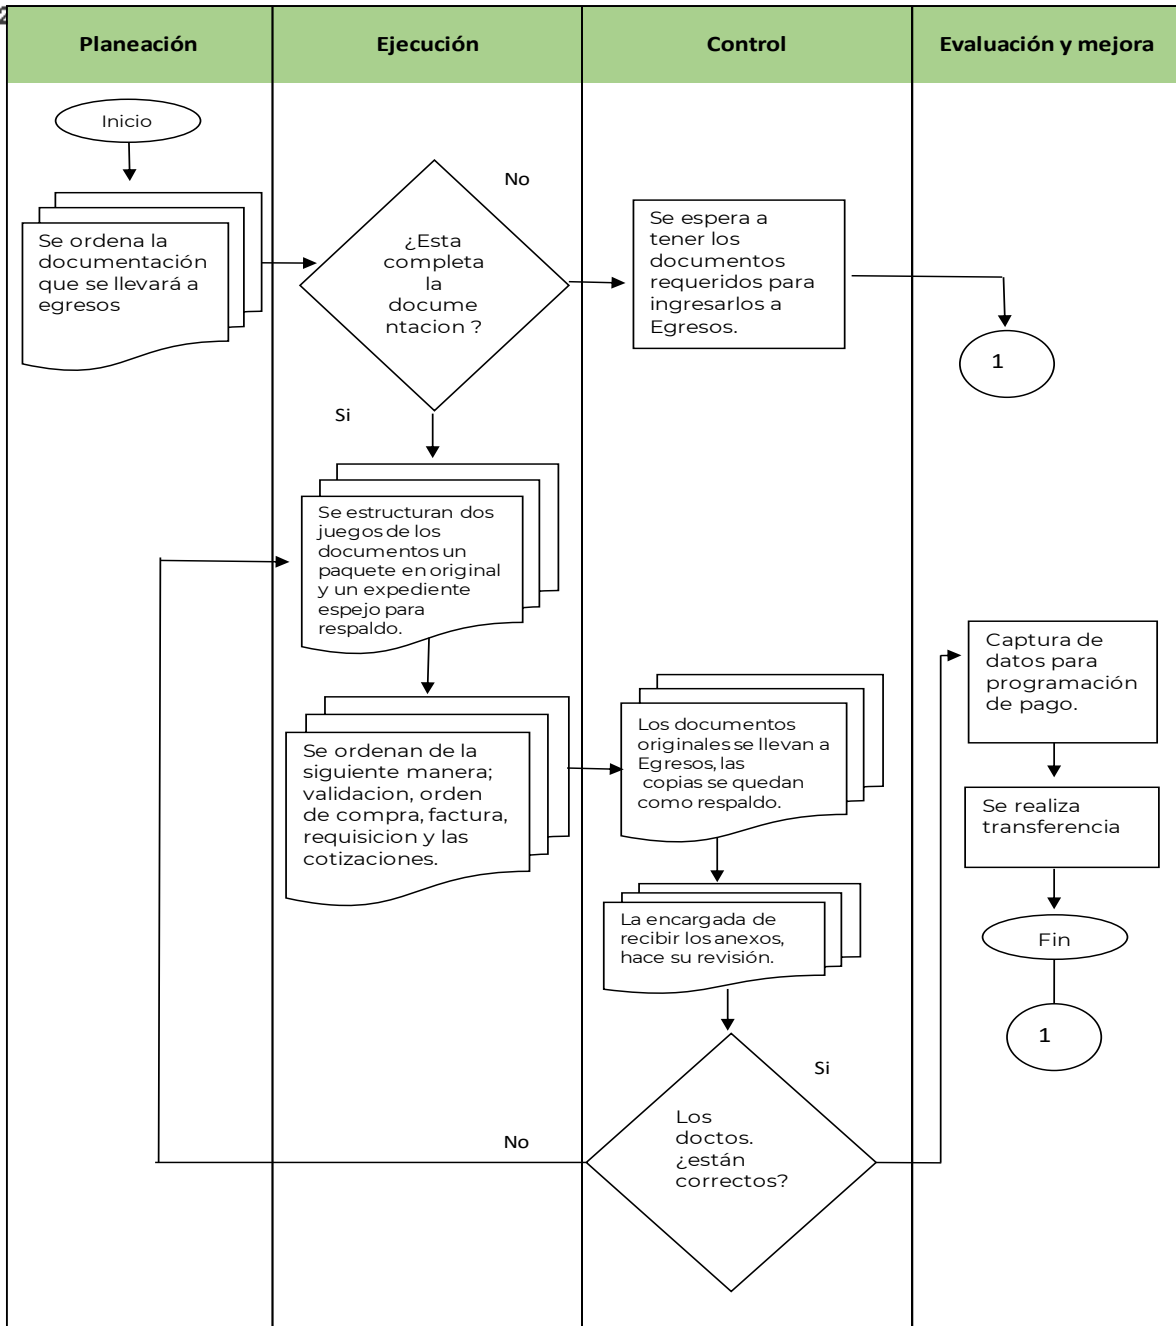 2
Planeación
Ejecución
Control
Evaluación y mejora
Inicio
Se ordena la
documentación
que se llevará a
egresos
No
¿Esta
completa
la
docume
ntacion ?
Si
Se espera a
tener los
documentos
requeridos para
ingresarlos a
Egresos.
1
Se estructuran dos
juegos de los
documentos un
paquete en original
y un expediente
espejo para
respaldo.
Se ordenan de la
siguiente manera;
validacion, orden
de compra, factura,
requisicion y las
cotizaciones.
Los documentos
originales se llevan a
Egresos, las
copias se quedan
como respaldo.
La encargada de
recibir los anexos,
hace su revisión.
Los
doctos.
¿están
correctos?
No
Si
Captura de
datos para
programación
de pago.
Se realiza
transferencia
Fin
1